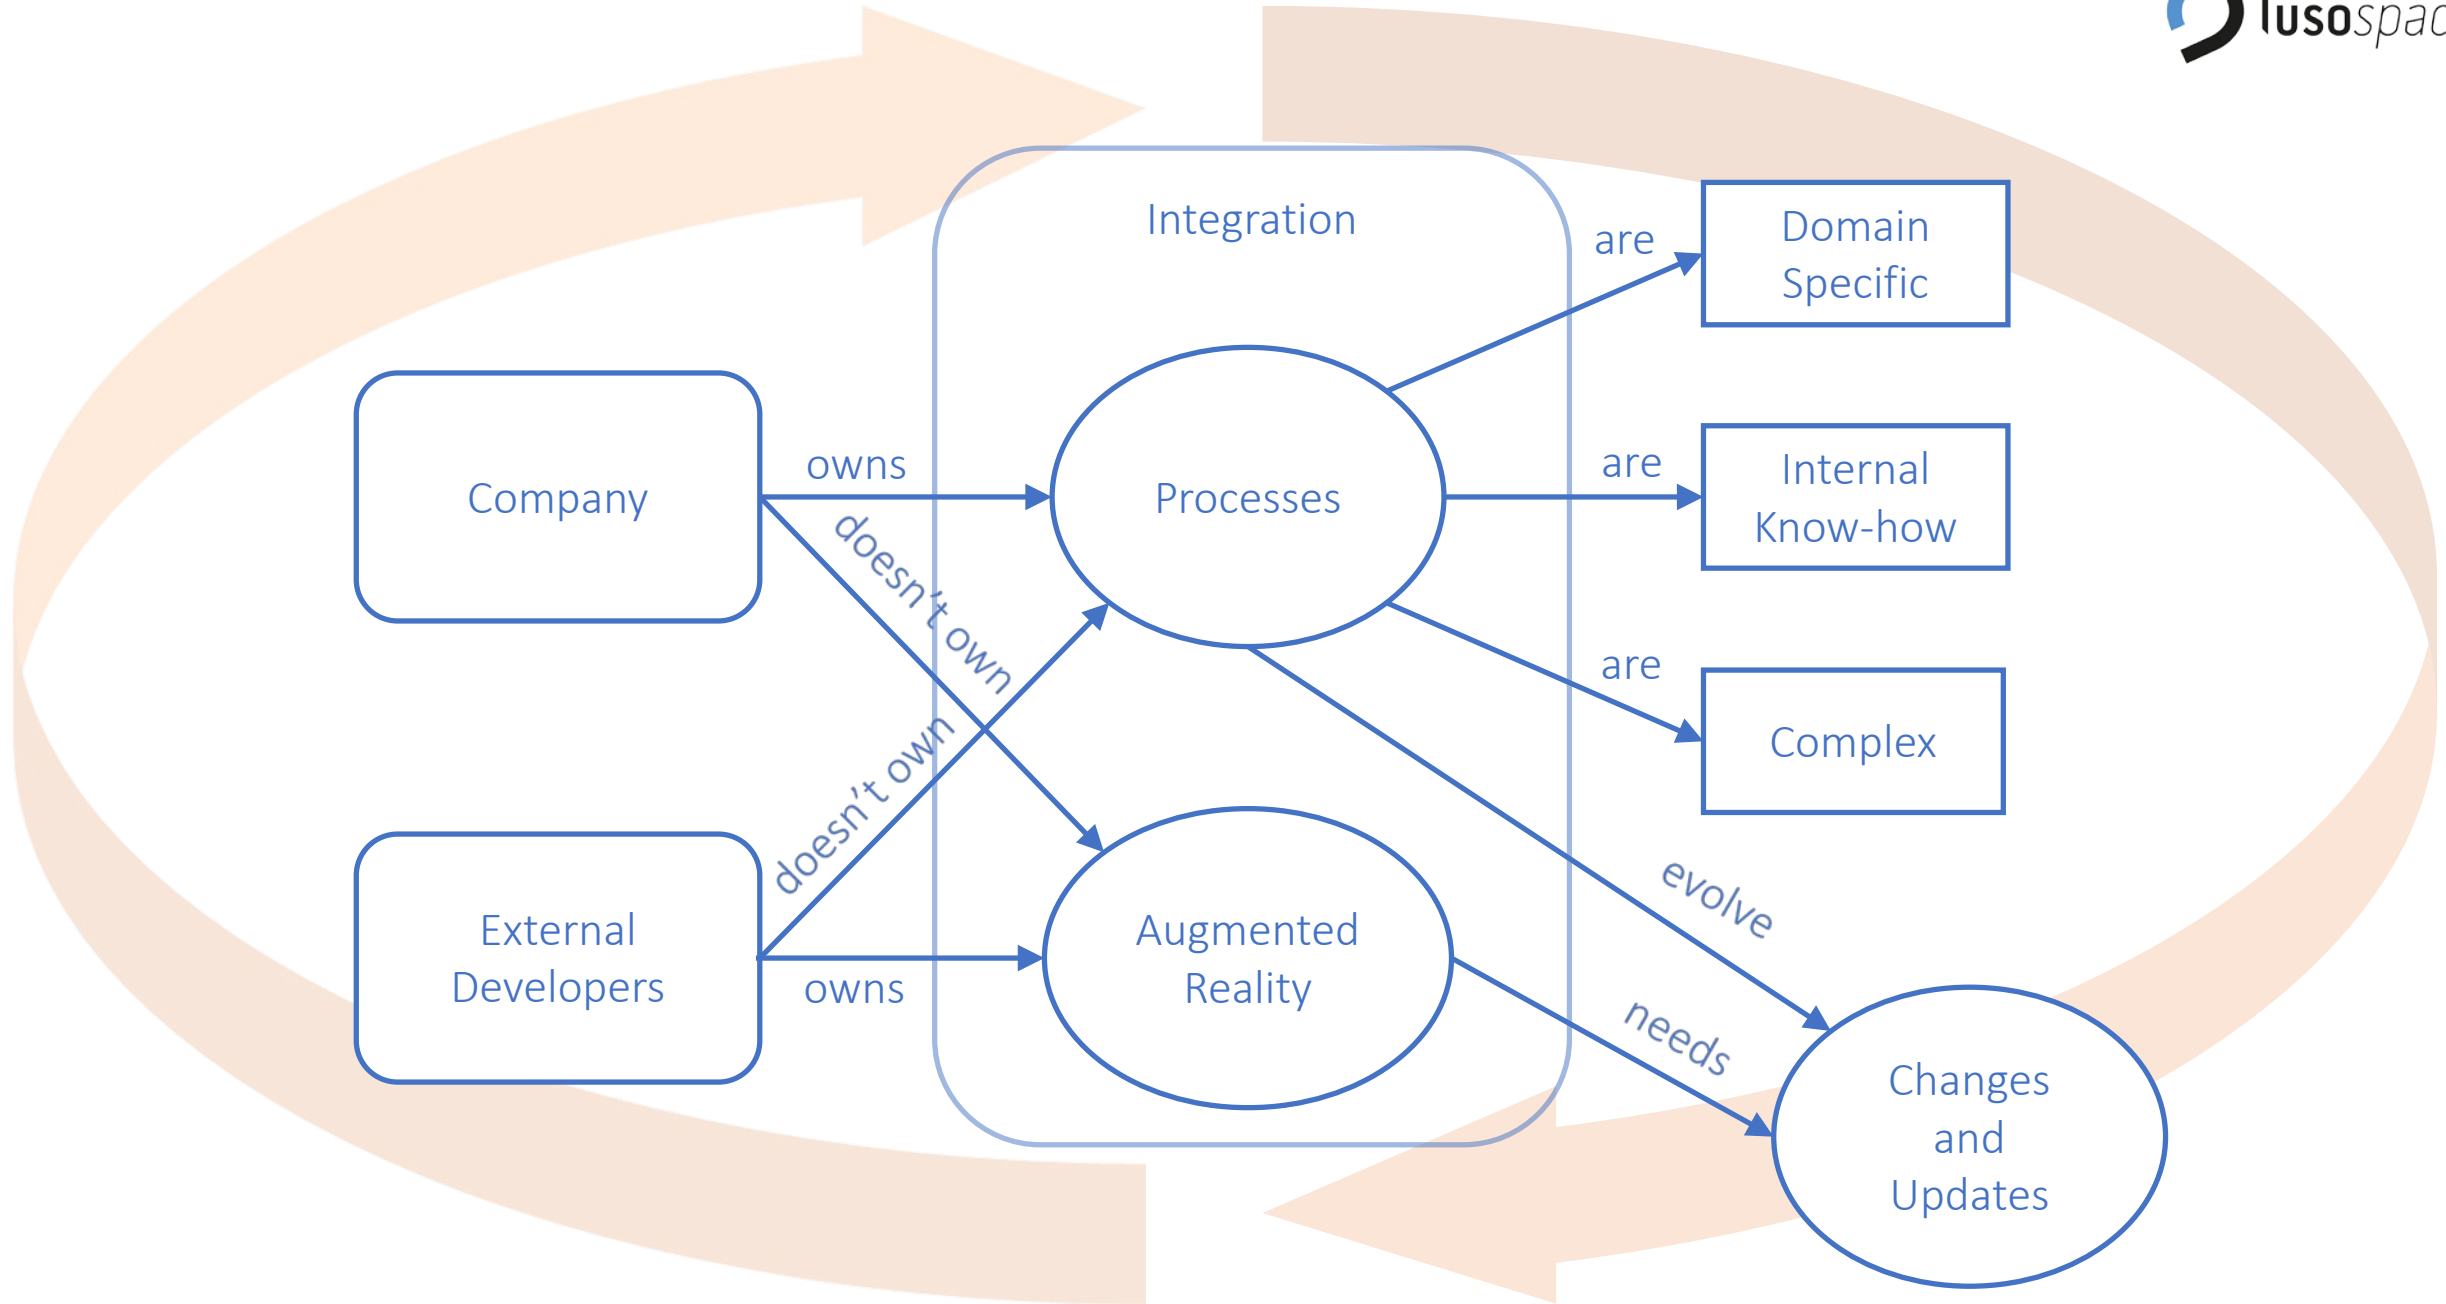 lusospac
Integration
are
Domain
Specific
Company
owns
Processes
are
Internal
Know-how
doesn't own
are
Complex
doesn't own
External
Developers
owns
Augmented
Reality
evolve
needs
Changes
and
Updates